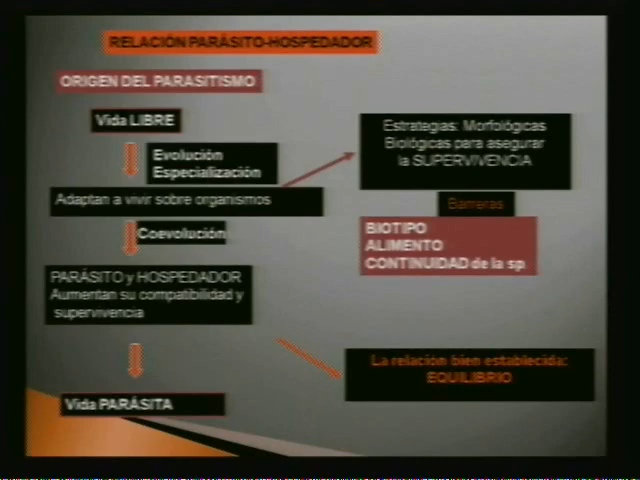 RELACIÓN PARÁSITO-HOSPEDADOR
ORIGEN DEL PARASITISMO
Vida LIBRE
Evolución
Especialización
Adaptan a vivir sobre organismos
Coevolución
PARÁSITO y HOSPEDADOR
Aumentan su compatibilidad y
supervivencia
Vida PARÁSITA
Estrategias: Morfológicas
Biológicas para asegurar
la SUPERVIVENCIA
Barreras
BIOTIPO
ALIMENTO
CONTINUIDAD de la sp
La relación bien establecida:
EQUILIBRIO